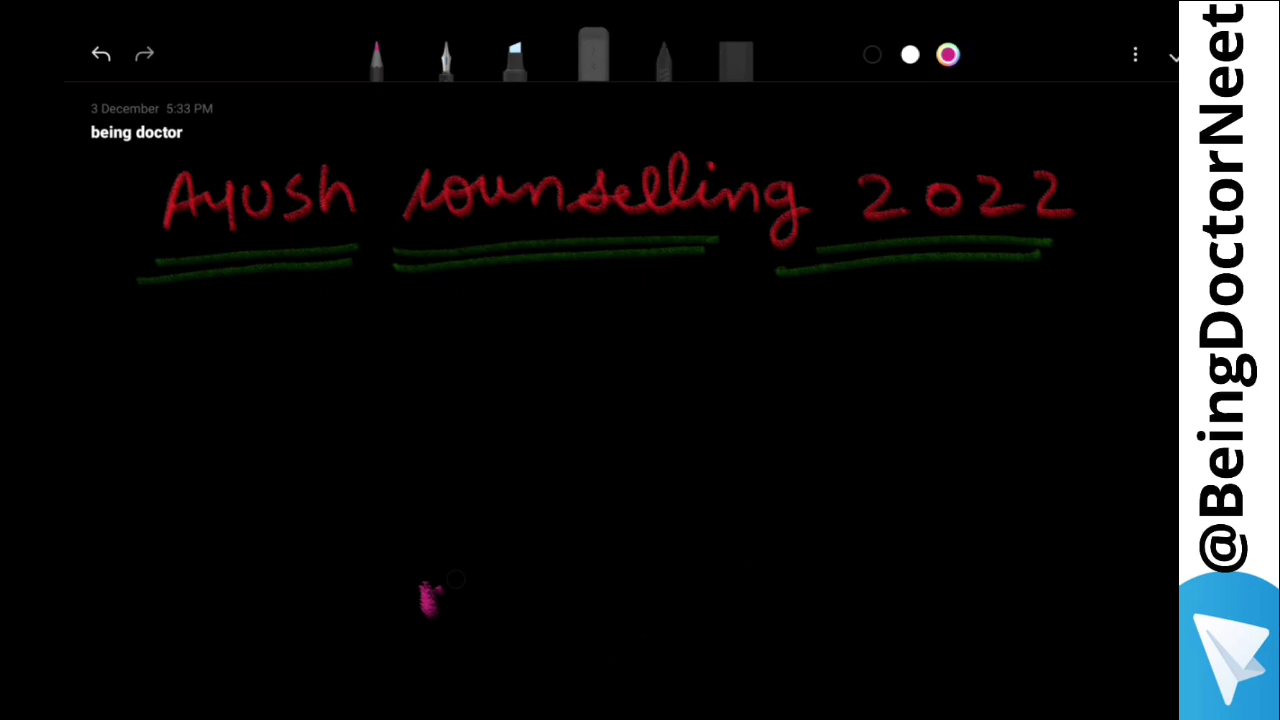 3 December 5:33 PM
being doctor
Ayush counselling 2022
@BeingDoctorNeet